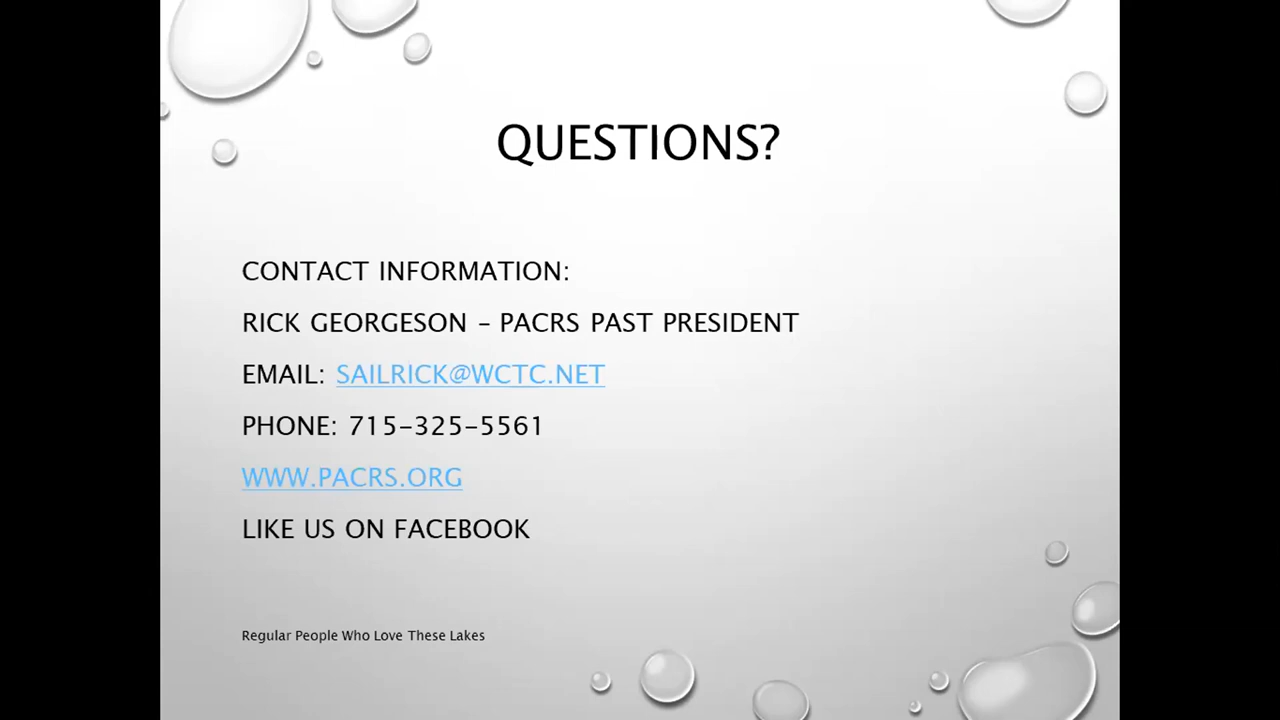 QUESTIONS?
CONTACT INFORMATION:
RICK GEORGESON – PACRS PAST PRESIDENT
EMAIL: SAILRICK@WCTC.NET
PHONE: 715-325-5561
WWW.PACRS.ORG
LIKE US ON FACEBOOK
Regular People Who Love These Lakes